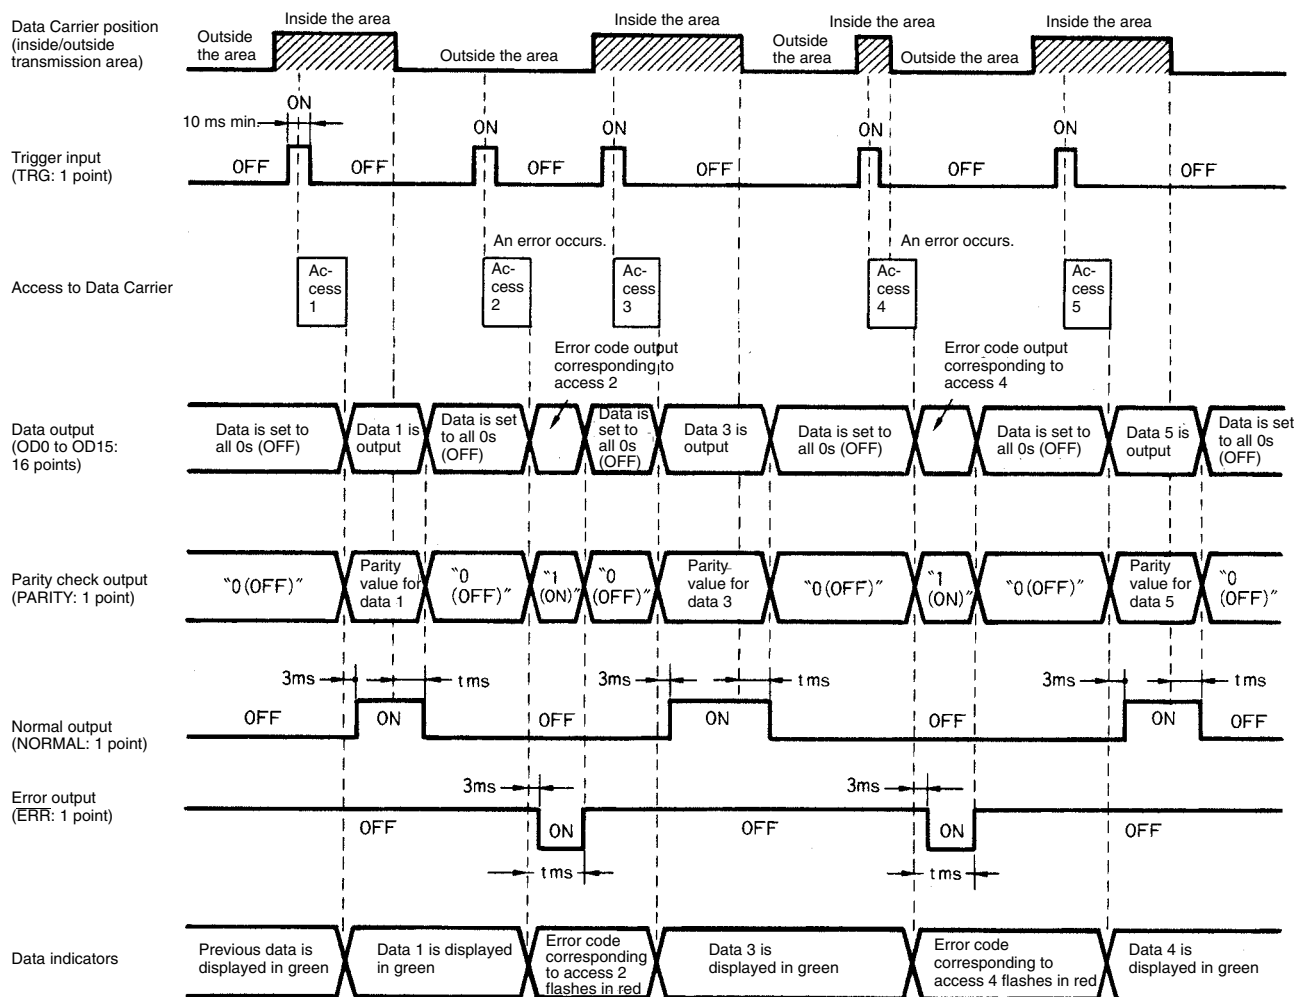 Data Carrier position
(inside/outside
transmission area)
Outside
the area
Inside the area
Outside the area
Inside the area
Outside
the area
Inside the area
Outside the area
Inside the area
10 ms min.
ON
ON
ON
ON
ON
Trigger input
(TRG: 1 point)
OFF
OFF
OFF
OFF
OFF
OFF
An error occurs.
An error occurs.
Access to Data Carrier
Ac-
cess
1
Ac-
cess
2
Ac-
cess
3
Ac-
cess
4
Ac-
cess
5
Error code output
corresponding to
access 2
Error code output
corresponding to
access 4
Data output
(OD0 to OD15:
16 points)
Data is set to
all 0s (OFF)
Data 1 is
output
Data is set
to all 0s
(OFF)
Data is
set to
all 0s
(OFF)
Data 3 is
output
Data is set to
all 0s (OFF)
Data is set to
all 0s (OFF)
Data 5 is
output
Data is set
to all 0s
(OFF)
Parity check output
(PARITY: 1 point)
"0(OFF)"
Parity
value for
data 1
"0
(OFF)"
"1
(ON)"
"0
(OFF)"
Parity
value for
data 3
"0(OFF)"
"1
(ON)"
"0(OFF)"
Parity
value for
data 5
"0
(OFF)"
3ms
t ms
3ms
t ms
3ms
t ms
Normal output
(NORMAL: 1 point)
OFF
ON
OFF
ON
OFF
ON
OFF
3ms
3ms
Error output
(ERR: 1 point)
OFF
ON
OFF
ON
OFF
t ms
t ms
Data indicators
Previous data is
displayed in green
Data 1 is displayed
in green
Error code
corresponding
to access 2
flashes in red
Data 3 is
displayed in green
Error code
corresponding to
access 4 flashes in red
Data 4 is
displayed in green